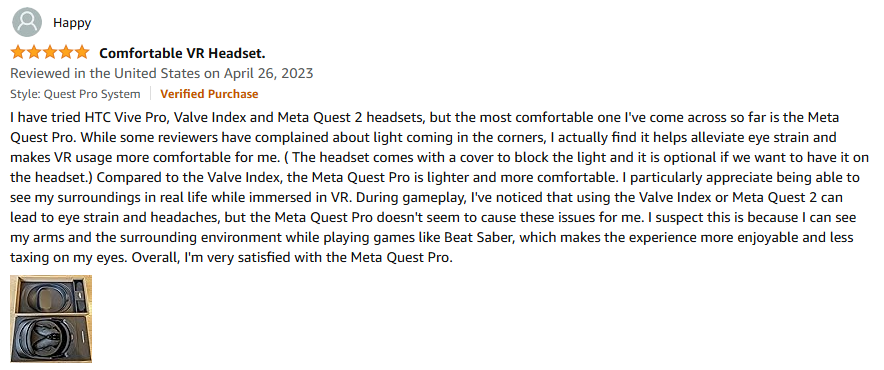 Happy
Comfortable VR Headset.
Reviewed in the United States on April 26, 2023
Style: Quest Pro System Verified Purchase
I have tried HTC Vive Pro, Valve Index and Meta Quest 2 headsets, but the most comfortable one I've come across so far is the Meta
Quest Pro. While some reviewers have complained about light coming in the corners, I actually find it helps alleviate eye strain and
makes VR usage more comfortable for me. ( The headset comes with a cover to block the light and it is optional if we want to have it on
the headset.) Compared to the Valve Index, the Meta Quest Pro is lighter and more comfortable. I particularly appreciate being able to
see my surroundings in real life while immersed in VR. During gameplay, I've noticed that using the Valve Index or Meta Quest 2 can
lead to eye strain and headaches, but the Meta Quest Pro doesn't seem to cause these issues for me. I suspect this is because I can see
my arms and the surrounding environment while playing games like Beat Saber, which makes the experience more enjoyable and less
taxing on my eyes. Overall, I'm very satisfied with the Meta Quest Pro.